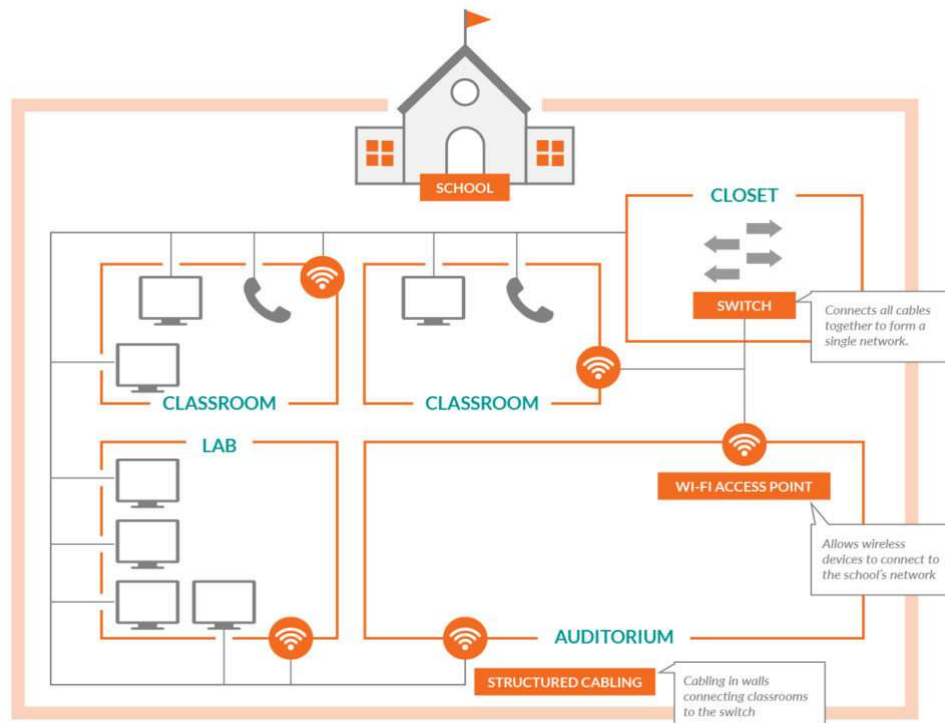 SCHOOL
CLOSET
SWITCH
Connects all cables
together to form a
single network.
CLASSROOM
CLASSROOM
LAB
WI-FI ACCESS POINT
Allows wireless
devices to connect to
the school's network
AUDITORIUM
STRUCTURED CABLING
Cabling in walls
connecting classrooms
to the switch